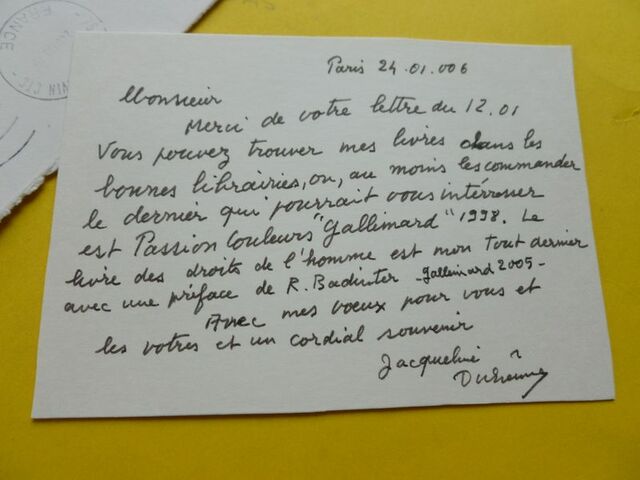 FRANCE
Paris 24.01.006
Monsieur
Merci de votre lettre du 12.01
Vous pouvez trouver mes livres dans les
bonnes librairies, ou, au moins les commander
le dernier qui pourrait vous intérresser
est Passion Couleurs "Gallimard" 1998. Le
livre des droits de l'homme est mon tout dernier
avec une préface de R. Badinter - Gallimard 2005 -
Avec mes voeux pour vous et
les votres et un cordial souvenir
Jacqueline
Duhême